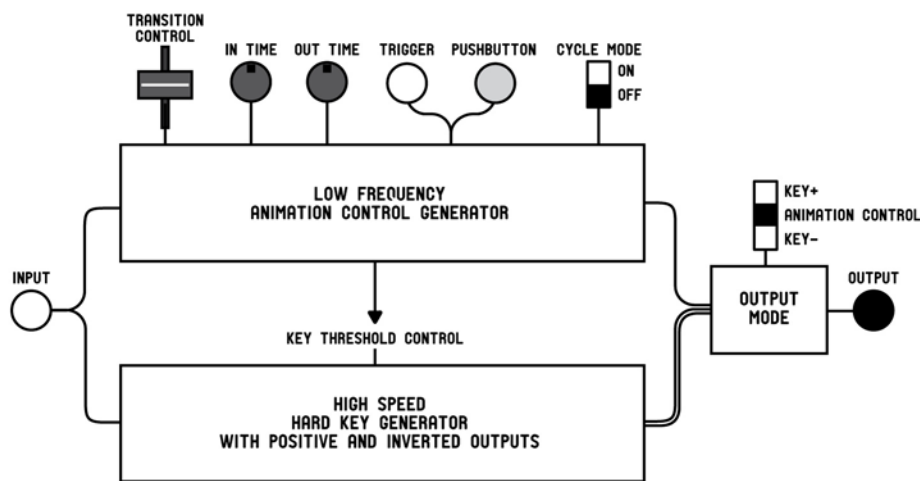 TRANSITION
CONTROL
IN TIME
OUT TIME
TRIGGER
PUSHBUTTON
CYCLE MODE
ON
OFF
LOW FREQUENCY
ANIMATION CONTROL GENERATOR
KEY+
ANIMATION CONTROL
KEY-
INPUT
OUTPUT
MODE
OUTPUT
KEY THRESHOLD CONTROL
HIGH SPEED
HARD KEY GENERATOR
WITH POSITIVE AND INVERTED OUTPUTS